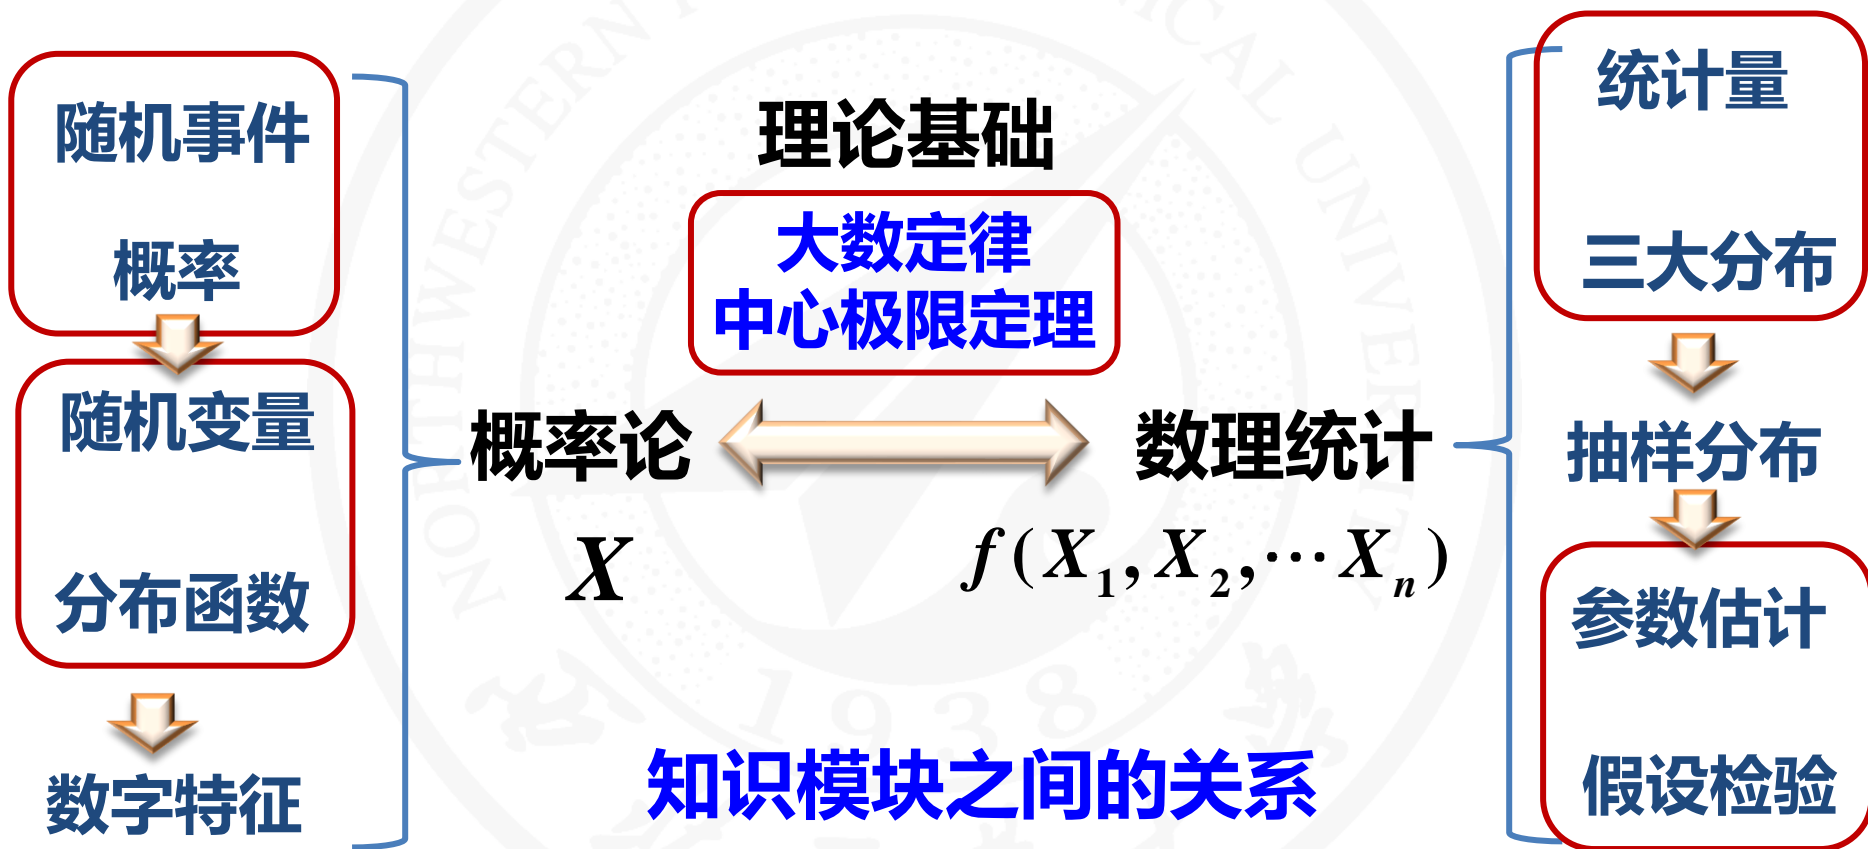 随机事件
概率
随机变量
分布函数
数字特征
理论基础
大数定律
中心极限定理
概率论
数理统计
X
f(X₁,X₂,⋯Xₙ)
知识模块之间的关系
统计量
三大分布
抽样分布
参数估计
假设检验
1938